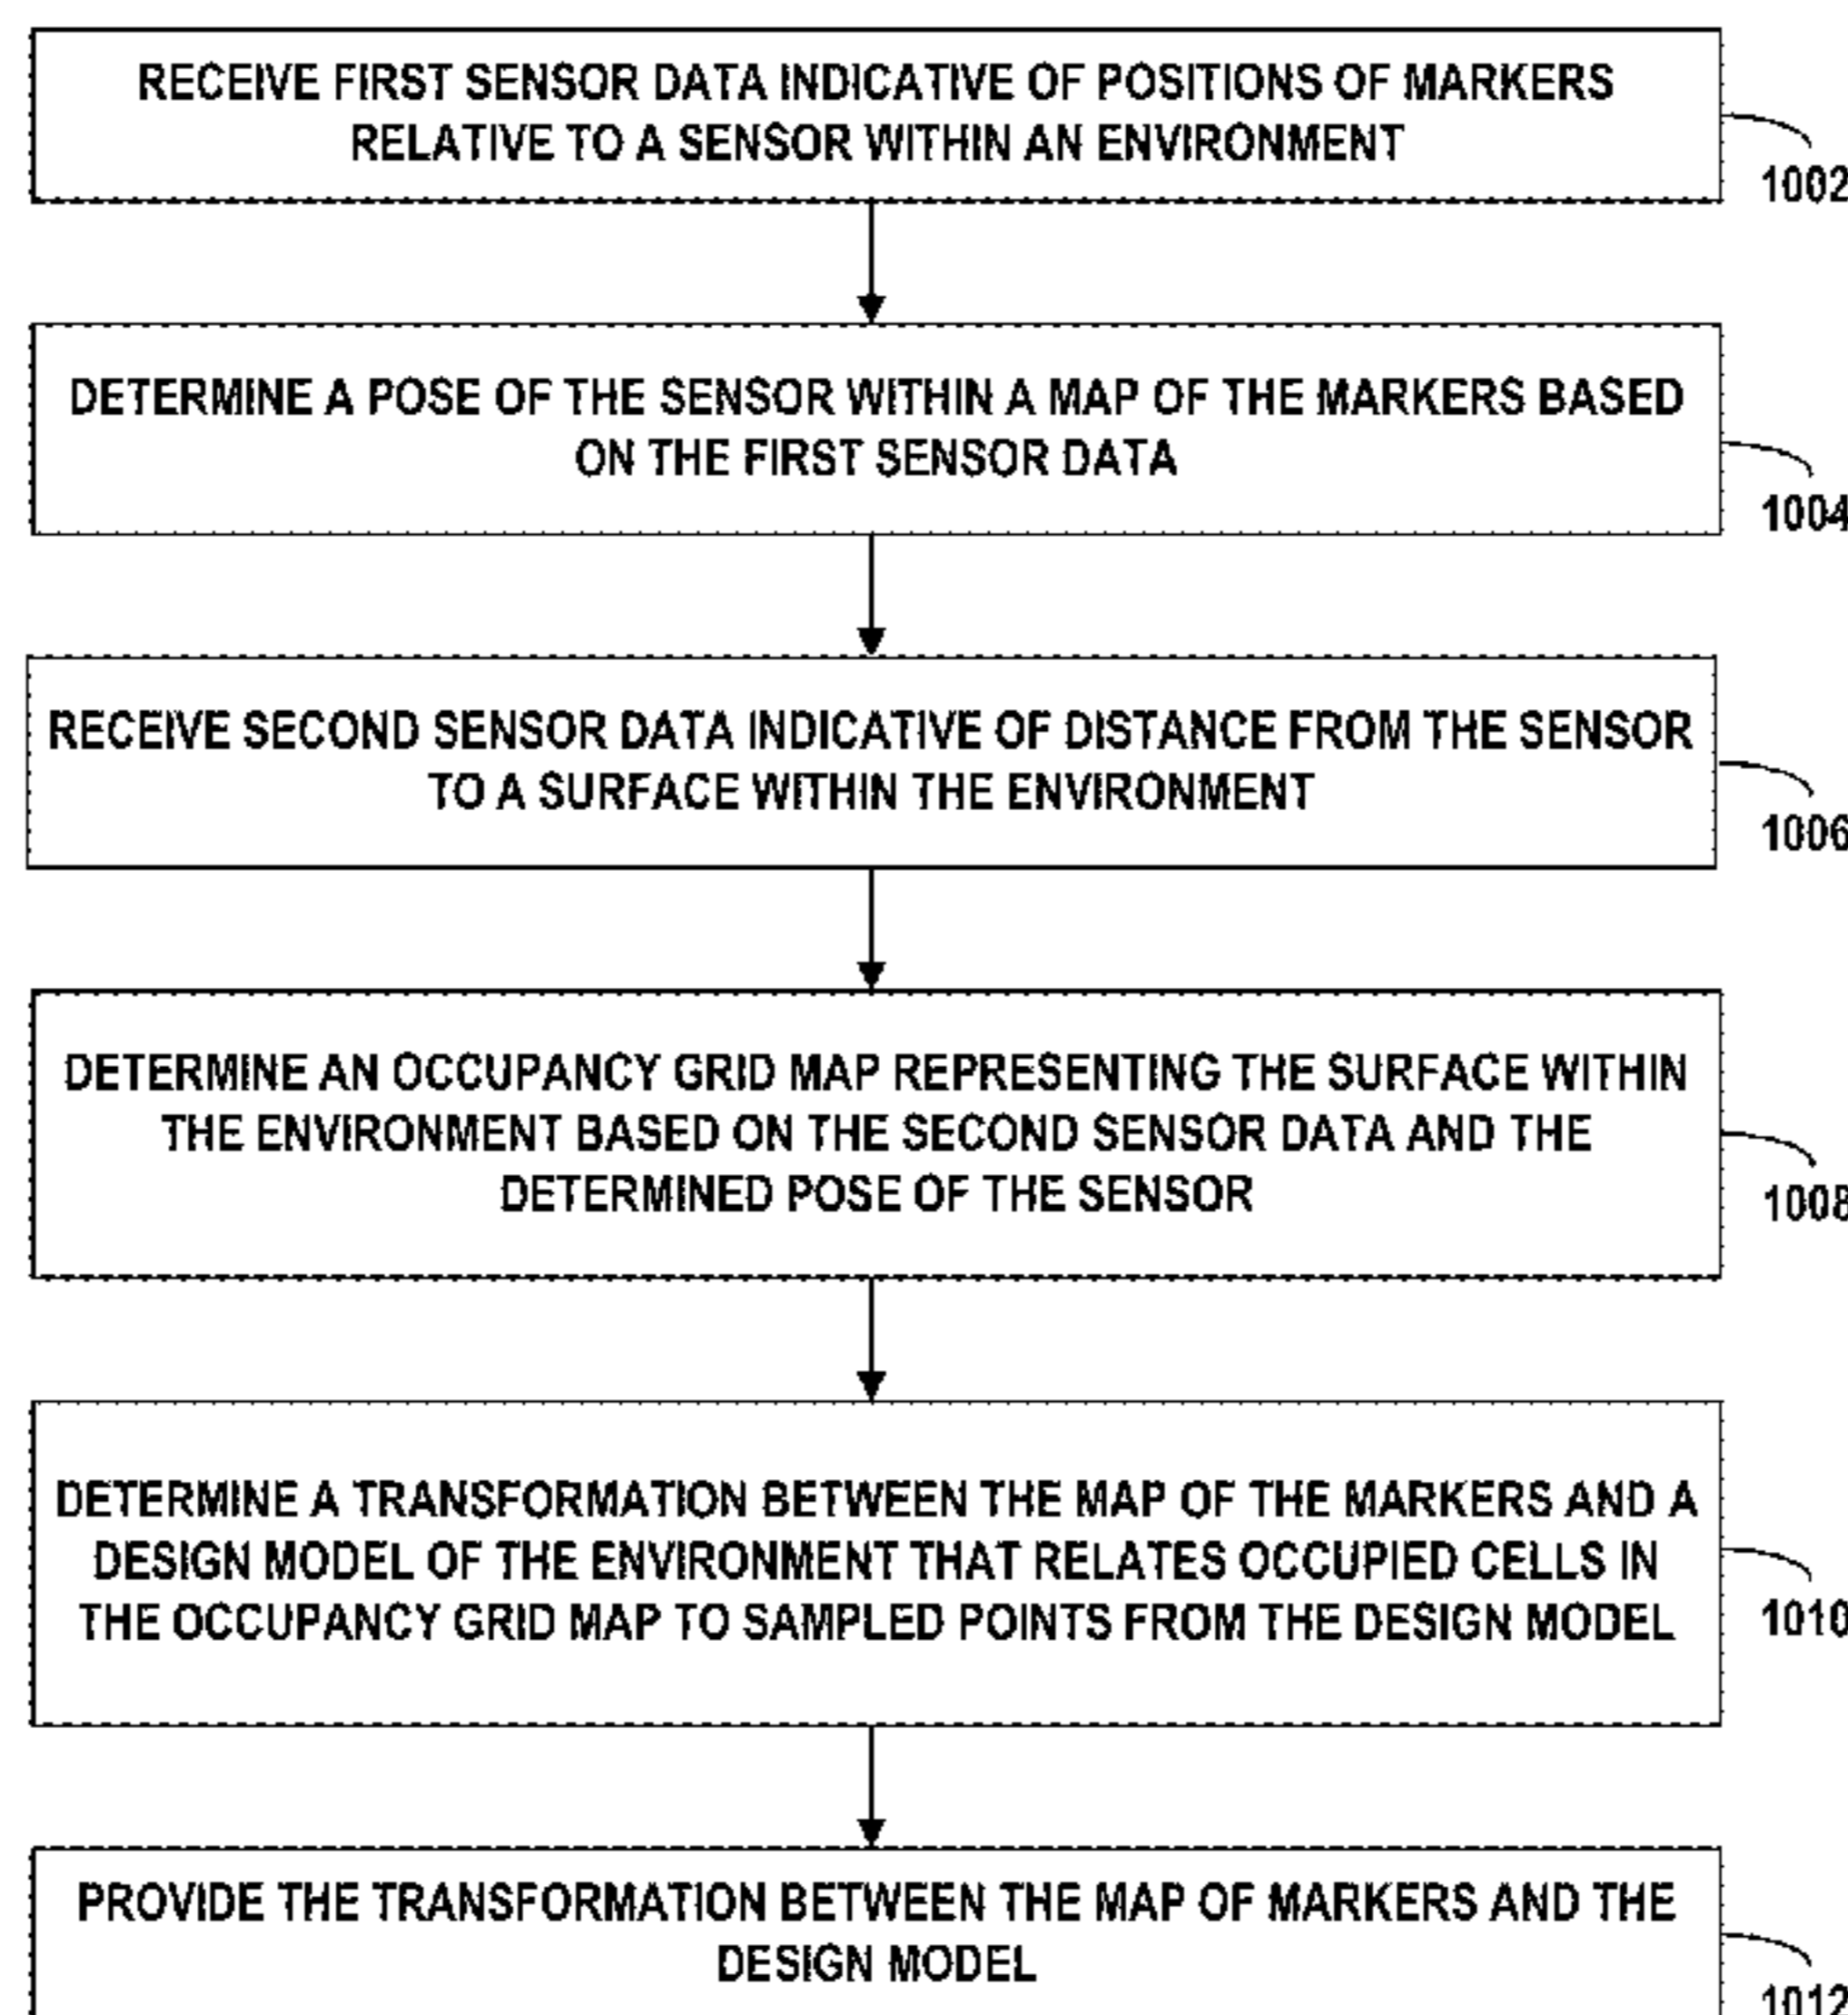 RECEIVE FIRST SENSOR DATA INDICATIVE OF POSITIONS OF MARKERS
RELATIVE TO A SENSOR WITHIN AN ENVIRONMENT
1002
DETERMINE A POSE OF THE SENSOR WITHIN A MAP OF THE MARKERS BASED
ON THE FIRST SENSOR DATA
1004
RECEIVE SECOND SENSOR DATA INDICATIVE OF DISTANCE FROM THE SENSOR
TO A SURFACE WITHIN THE ENVIRONMENT
1006
DETERMINE AN OCCUPANCY GRID MAP REPRESENTING THE SURFACE WITHIN
THE ENVIRONMENT BASED ON THE SECOND SENSOR DATA AND THE
DETERMINED POSE OF THE SENSOR
1008
DETERMINE A TRANSFORMATION BETWEEN THE MAP OF THE MARKERS AND A
DESIGN MODEL OF THE ENVIRONMENT THAT RELATES OCCUPIED CELLS IN
THE OCCUPANCY GRID MAP TO SAMPLED POINTS FROM THE DESIGN MODEL
1010
PROVIDE THE TRANSFORMATION BETWEEN THE MAP OF MARKERS AND THE
DESIGN MODEL
1012